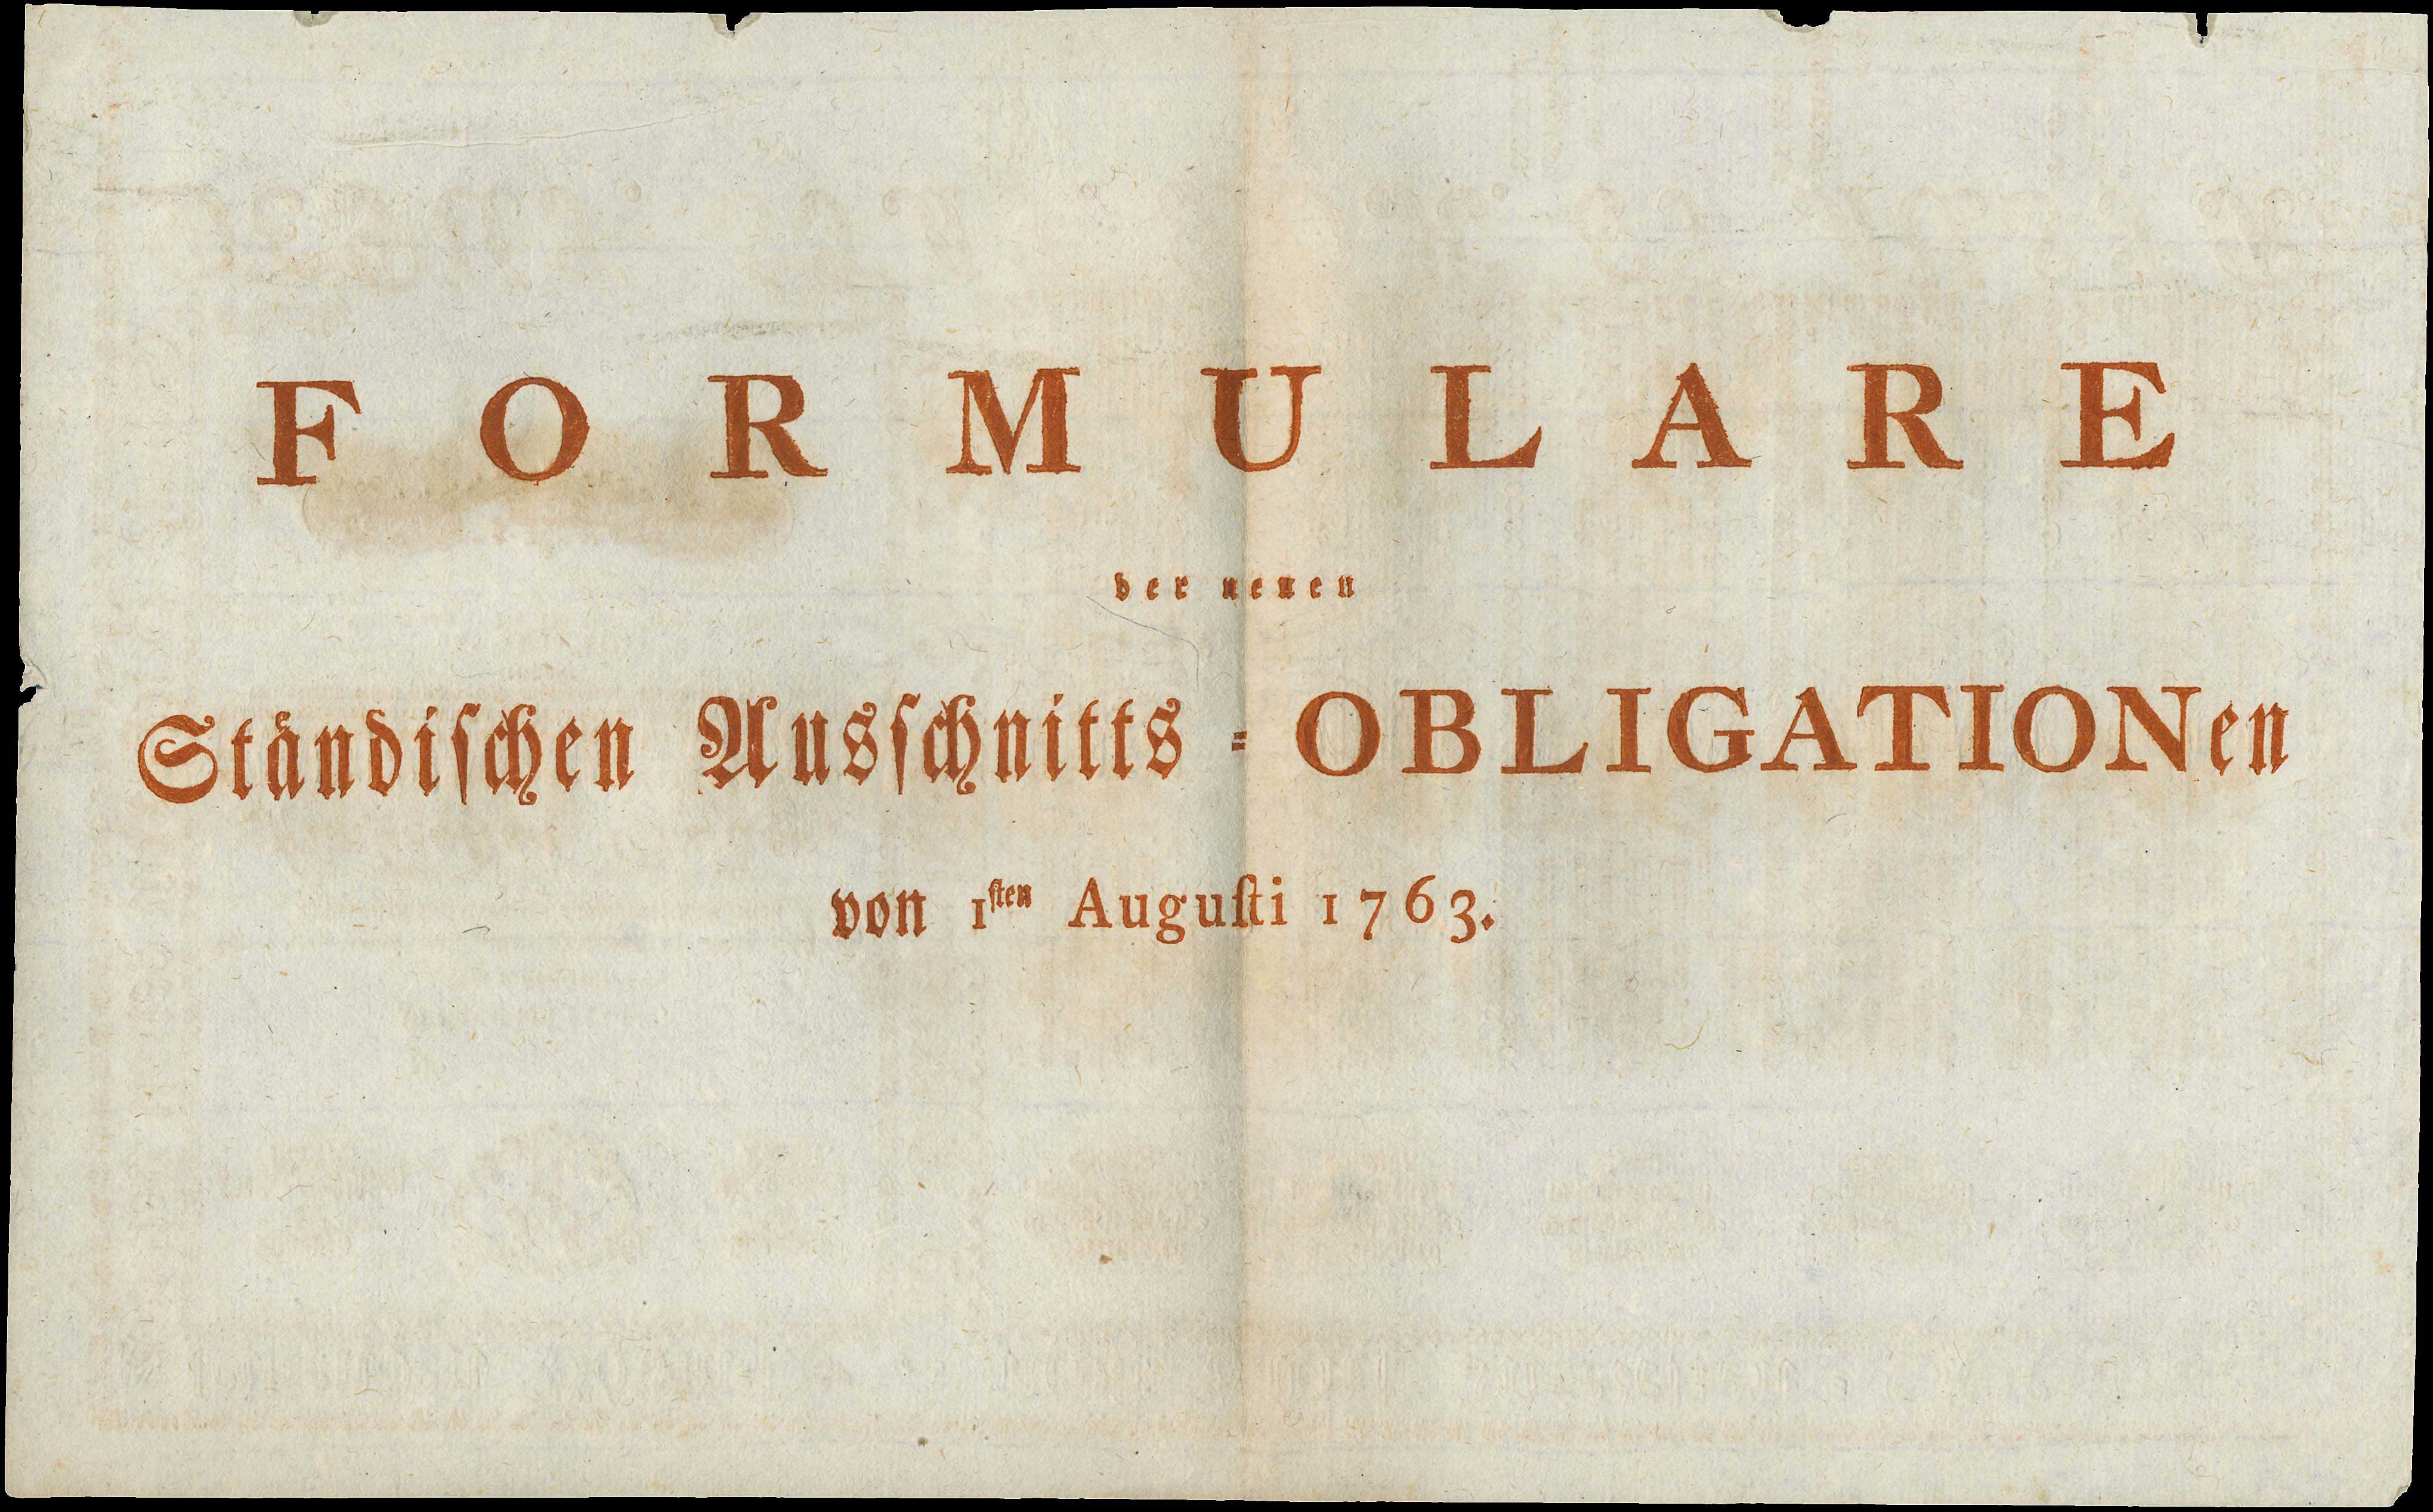 FORMULARE
der neuen
Ständischen Ausschnitts = OBLIGATIONen
von 1sten Augusti 1763.